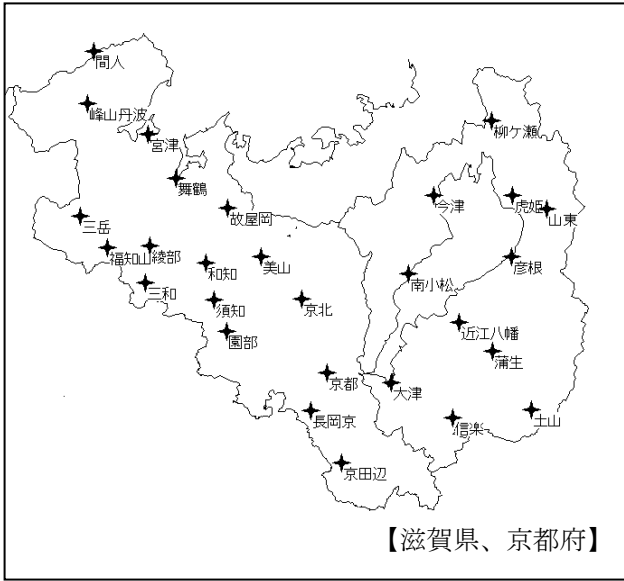 間人
峰山丹波
宮津
柳ケ瀬
舞鶴
今津
虎姫
故屋岡
山東
三岳
福知山
綾部
和知
美山
彦根
南小松
三和
須知
京北
近江八幡
園部
蒲生
京都
大津
長岡京
信楽
土山
京田辺
【滋賀県、京都府】